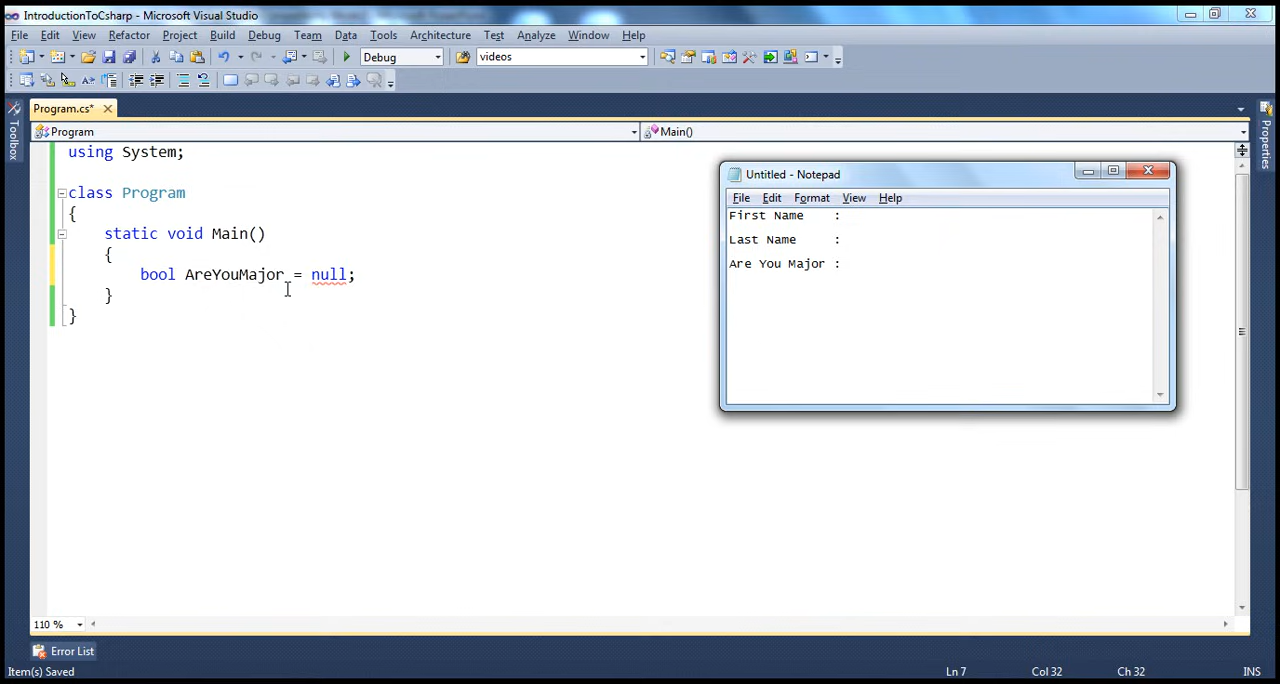 IntroductionToCsharp - Microsoft Visual Studio
File Edit View Refactor Project Build Debug Team Data Tools Architecture Test Analyze Window Help
Debug videos
Program.cs*
Program Main()
Toolbox
Properties
using System;
class Program
{
static void Main()
{
bool AreYouMajor = null;
}
}
Untitled - Notepad
File Edit Format View Help
First Name :
Last Name :
Are You Major :
110 %
Error List
Item(s) Saved Ln 7 Col 32 Ch 32 INS